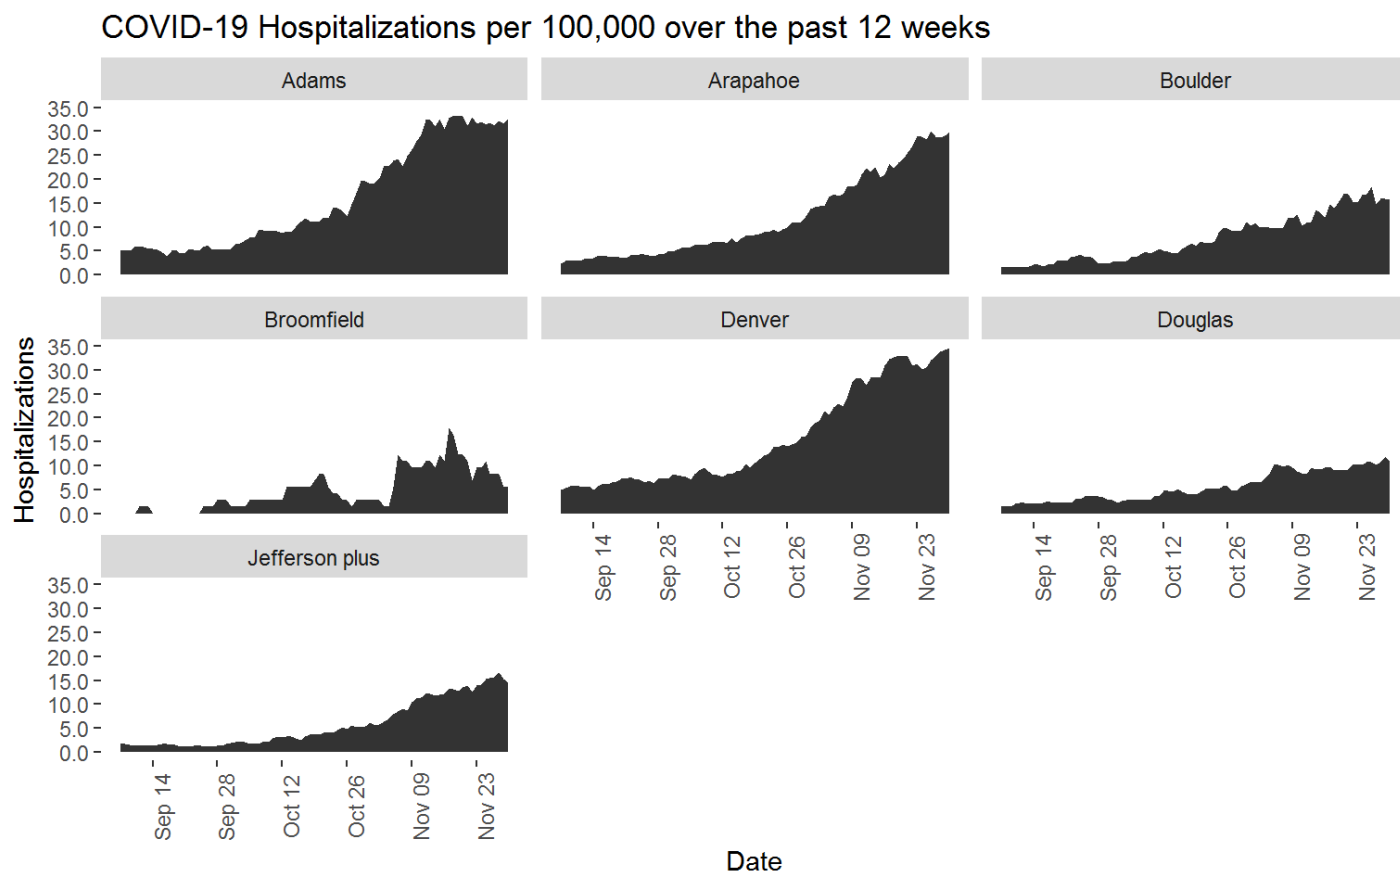 COVID-19 Hospitalizations per 100,000 over the past 12 weeks
Adams
Arapahoe
Boulder
35.0
30.0
25.0
20.0
15.0
10.0
5.0
0.0
Broomfield
Denver
Douglas
Hospitalizations
35.0
30.0
25.0
20.0
15.0
10.0
5.0
0.0
Sep 14
Sep 28
Oct 12
Oct 26
Nov 09
Nov 23
Sep 14
Sep 28
Oct 12
Oct 26
Nov 09
Nov 23
Jefferson plus
35.0
30.0
25.0
20.0
15.0
10.0
5.0
0.0
Sep 14
Sep 28
Oct 12
Oct 26
Nov 09
Nov 23
Date